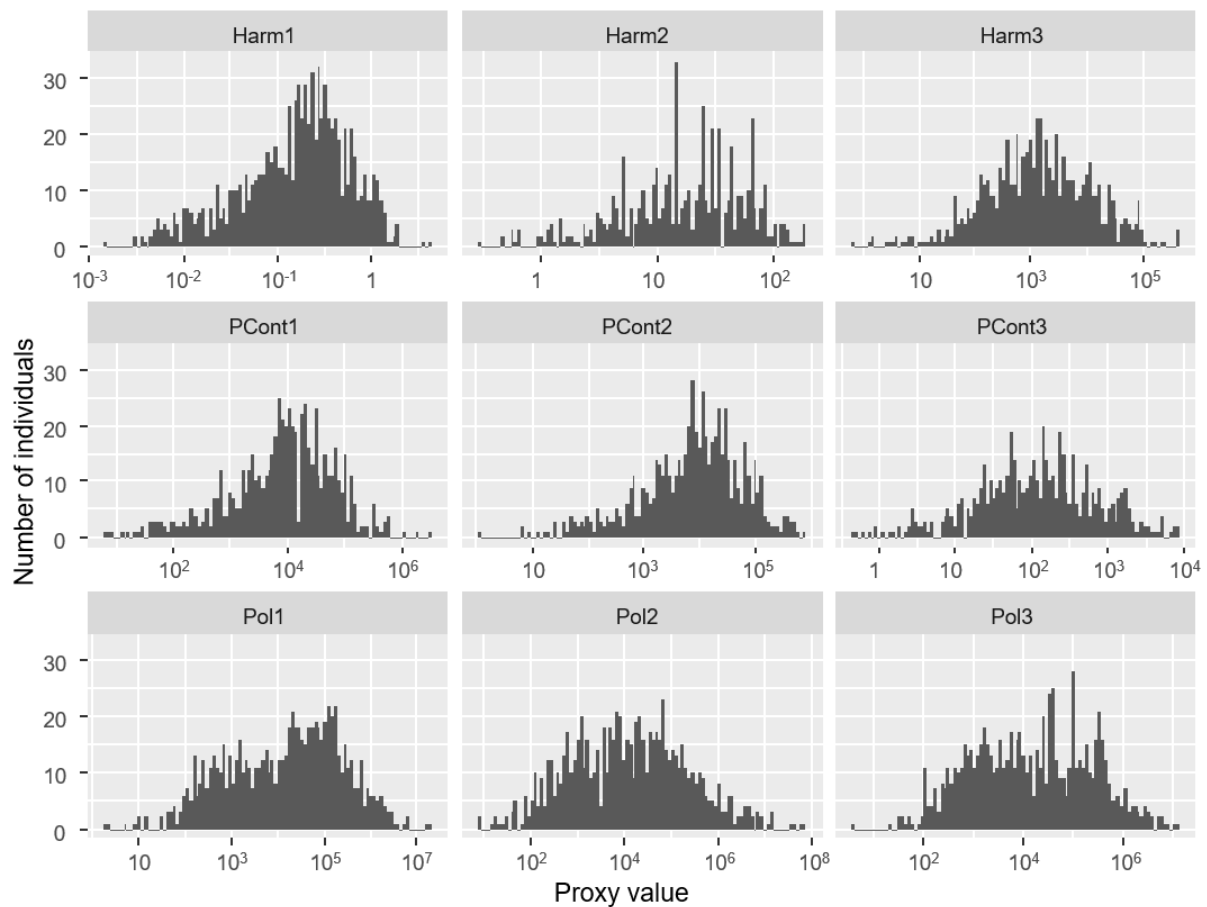 Harm1 Harm2 Harm3
30
20
10
0
10⁻³ 10⁻² 10⁻¹ 1 1 10 10² 10 10³ 10⁵
PCont1 PCont2 PCont3
30
20
10
0
10² 10⁴ 10⁶ 10 10³ 10⁵ 1 10 10² 10³ 10⁴
Number of individuals
Pol1 Pol2 Pol3
30
20
10
0
10 10³ 10⁵ 10⁷ 10² 10⁴ 10⁶ 10⁸ 10² 10⁴ 10⁶
Proxy value